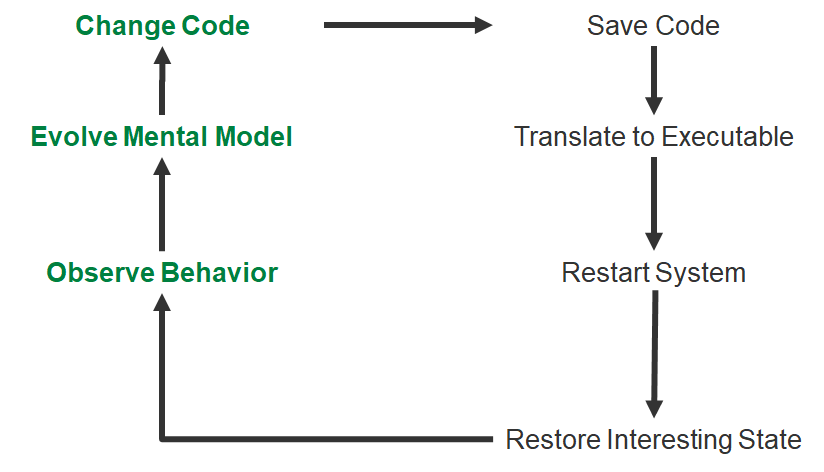 Change Code
Save Code
Evolve Mental Model
Translate to Executable
Observe Behavior
Restart System
Restore Interesting State